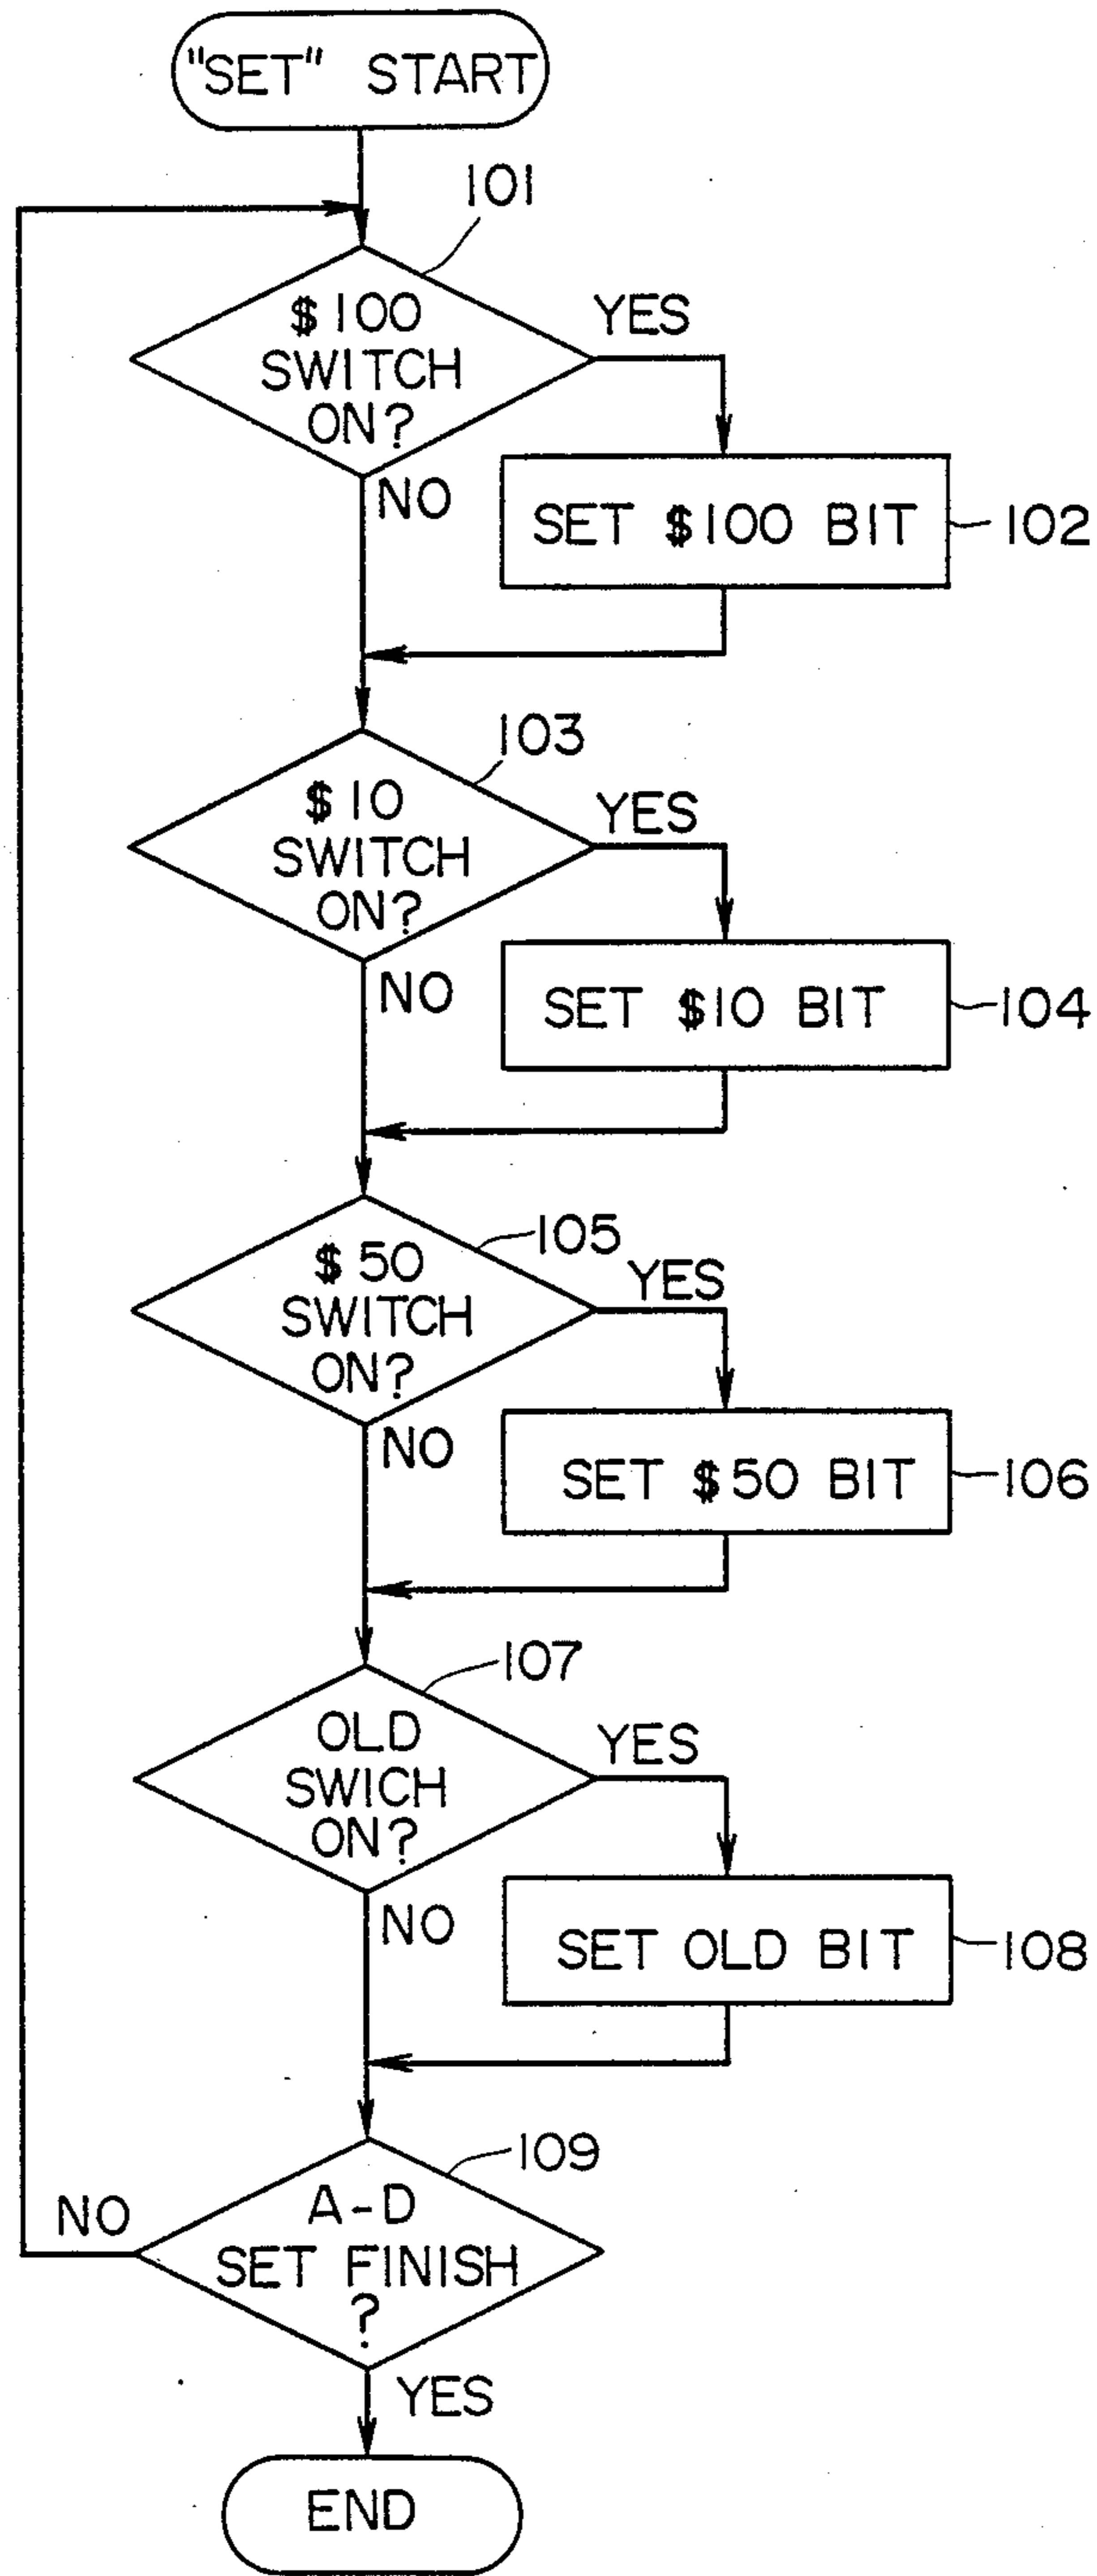 "SET" START
101
$100
SWITCH
ON?
YES
NO
SET $100 BIT
102
103
$10
SWITCH
ON?
YES
NO
SET $10 BIT
104
105
$50
SWITCH
ON?
YES
NO
SET $50 BIT
106
107
OLD
SWICH
ON?
YES
NO
SET OLD BIT
108
109
A-D
SET FINISH
?
NO
YES
END